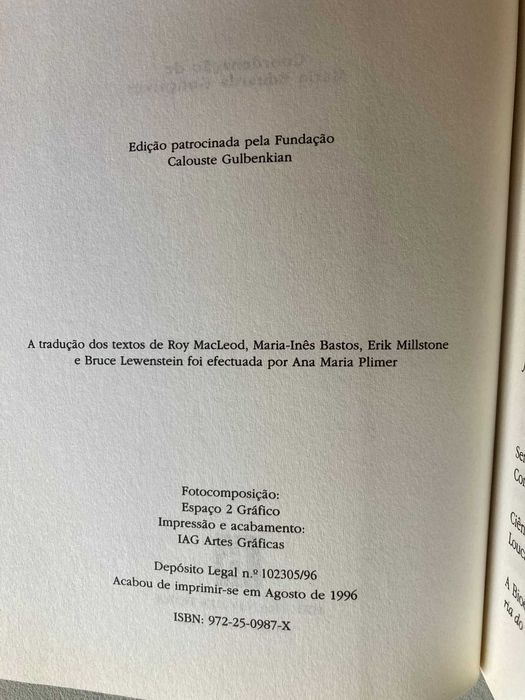 Edição patrocinada pela Fundação
Calouste Gulbenkian
A tradução dos textos de Roy MacLeod, Maria-Inês Bastos, Erik Millstone
e Bruce Lewenstein foi efectuada por Ana Maria Plimer
Fotocomposição:
Espaço 2 Gráfico
Impressão e acabamento:
IAG Artes Gráficas
Depósito Legal n.º 102305/96
Acabou de imprimir-se em Agosto de 1996
ISBN: 972-25-0987-X
A
ria do